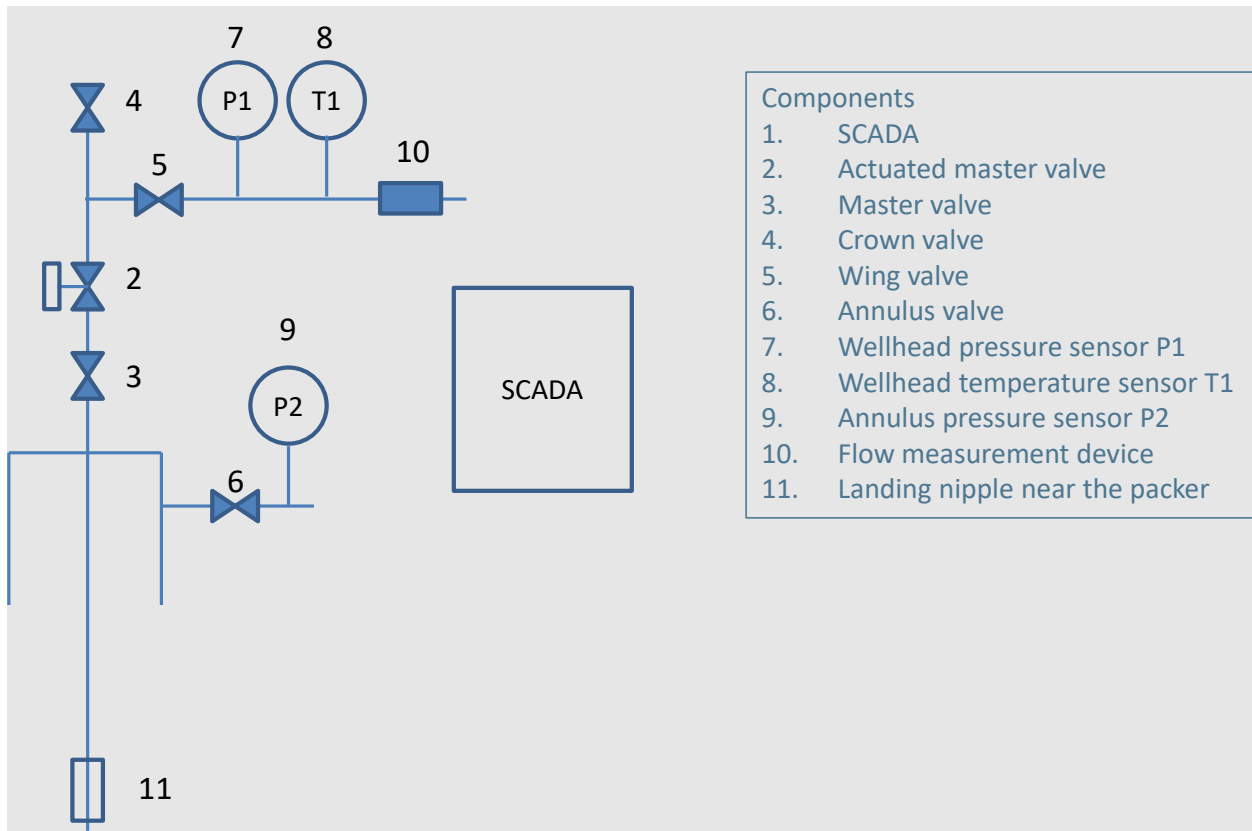 7
8
4
P1
T1
10
5
2
9
3
P2
SCADA
6
11
Components
1. SCADA
2. Actuated master valve
3. Master valve
4. Crown valve
5. Wing valve
6. Annulus valve
7. Wellhead pressure sensor P1
8. Wellhead temperature sensor T1
9. Annulus pressure sensor P2
10. Flow measurement device
11. Landing nipple near the packer